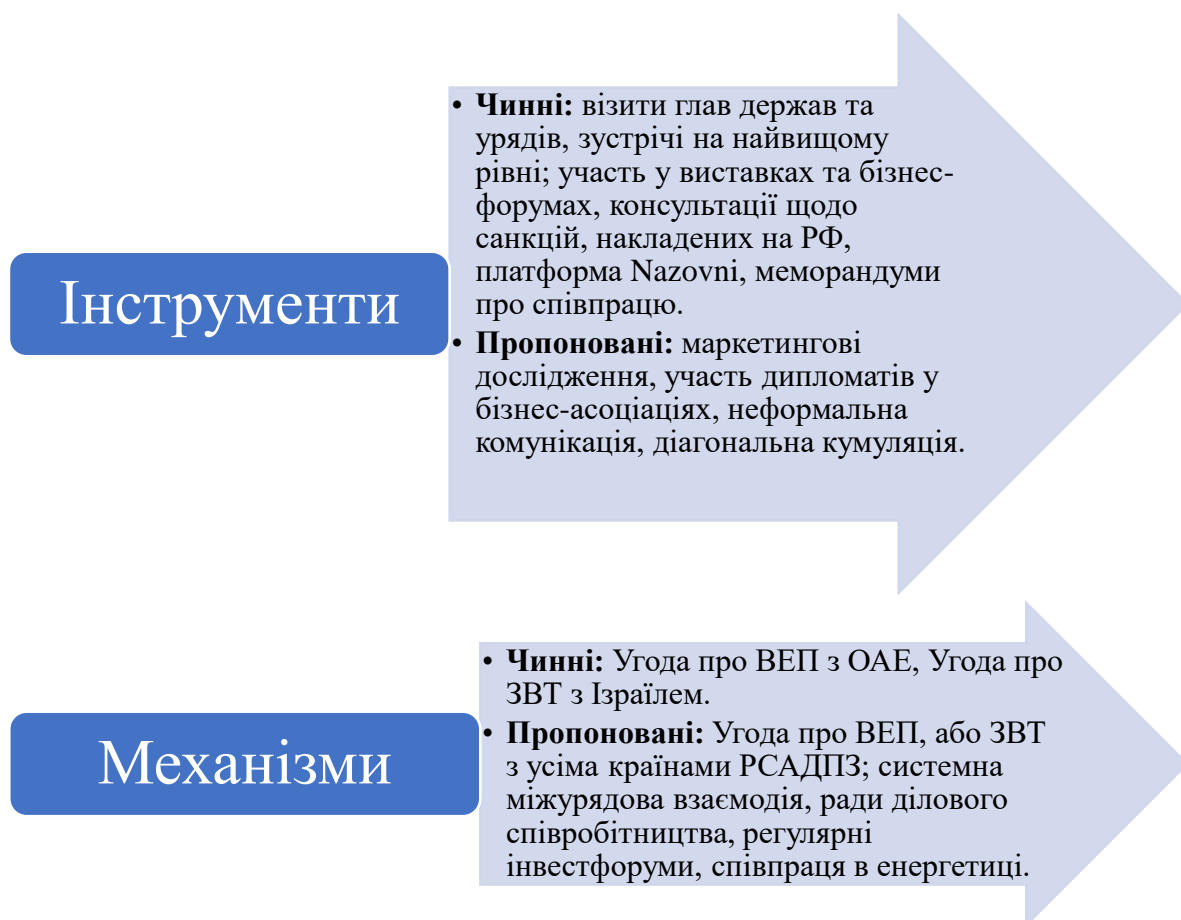 Інструменти
• Чинні: візити глав держав та
урядів, зустрічі на найвищому
рівні; участь у виставках та бізнес-
форумах, консультації щодо
санкцій, накладених на РФ,
платформа Nazovni, меморандуми
про співпрацю.
• Пропоновані: маркетингові
дослідження, участь дипломатів у
бізнес-асоціаціях, неформальна
комунікація, діагональна кумуляція.
Механізми
• Чинні: Угода про ВЕП з ОАЕ, Угода про
ЗВТ з Ізраїлем.
• Пропоновані: Угода про ВЕП, або ЗВТ
з усіма країнами РСАДПЗ; системна
міжурядова взаємодія, ради ділового
співробітництва, регулярні
інвестфоруми, співпраця в енергетиці.